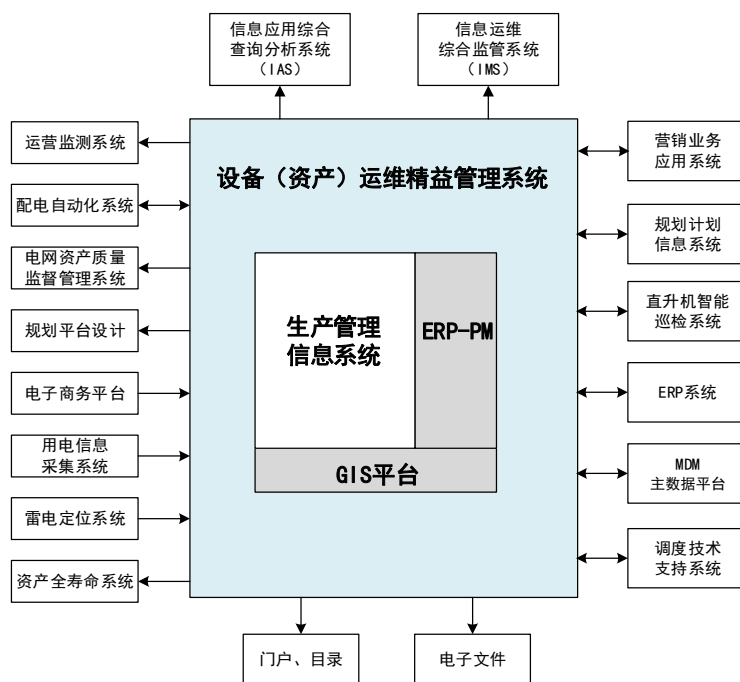 信息应用综合
查询分析系统
（IAS）
信息运维
综合监管系统
（IMS）
设备（资产）运维精益管理系统
生产管理
信息系统
ERP-PM
GIS平台
运营监测系统
配电自动化系统
电网资产质量
监督管理系统
规划平台设计
电子商务平台
用电信息
采集系统
雷电定位系统
资产全寿命系统
营销业务
应用系统
规划计划
信息系统
直升机智能
巡检系统
ERP系统
MDM
主数据平台
调度技术
支持系统
门户、目录
电子文件